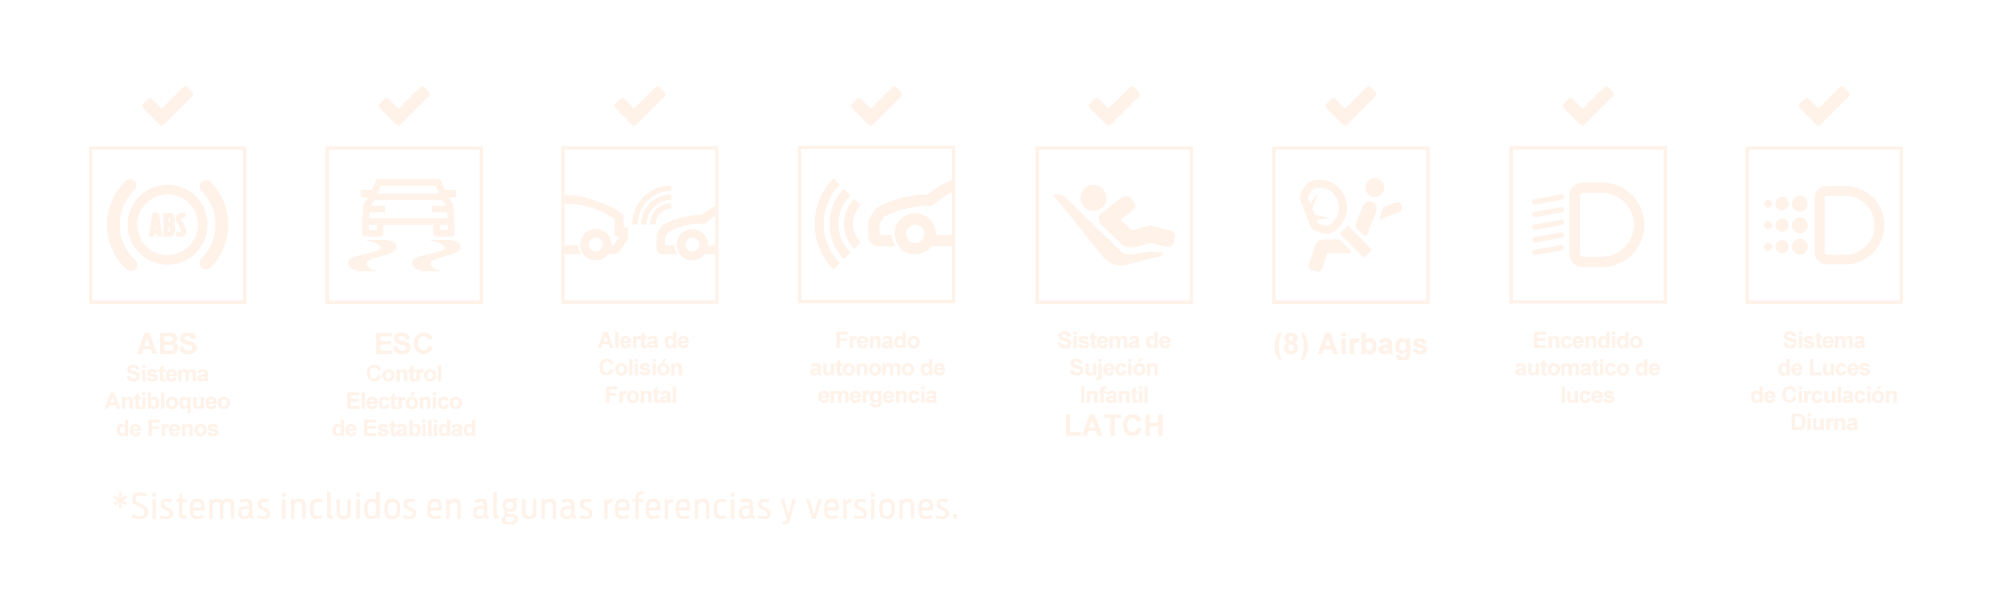 ABS
ABS
Sistema
Antibloqueo
de Frenos
ESC
Control
Electrónico
de Estabilidad
Alerta de
Colisión
Frontal
Frenado
autonomo de
emergencia
Sistema de
Sujeción
Infantil
LATCH
(8) Airbags
Encendido
automatico de
luces
Sistema
de Luces
de Circulación
Diurna
*Sistemas incluidos en algunas referencias y versiones.